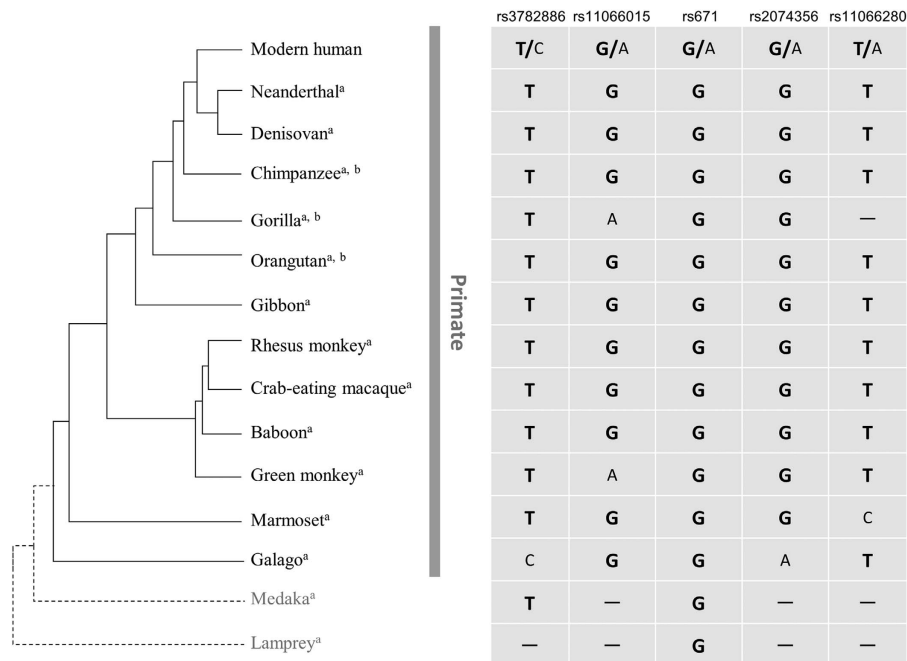 rs3782886 rs11066015 rs671 rs2074356 rs11066280
Modern human T/C G/A G/A G/A T/A
Neanderthalᵃ T G G G T
Denisovanᵃ T G G G T
Chimpanzeeᵃ, ᵇ T G G G T
Gorillaᵃ, ᵇ T A G G —
Orangutanᵃ, ᵇ T G G G T
Gibbonᵃ T G G G T
Primate
Rhesus monkeyᵃ T G G G T
Crab-eating macaqueᵃ T G G G T
Baboonᵃ T G G G T
Green monkeyᵃ T A G G T
Marmosetᵃ T G G G C
Galagoᵃ C G G A T
Medakaᵃ T — G — —
Lampreyᵃ — — G — —